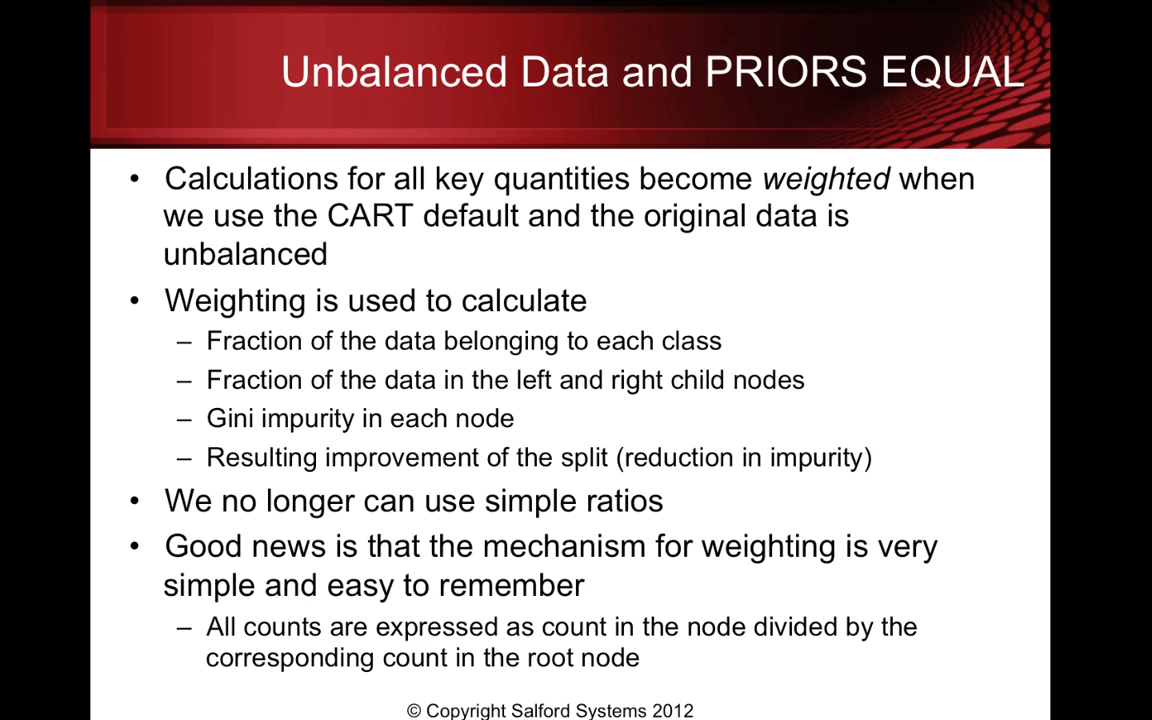 Unbalanced Data and PRIORS EQUAL
• Calculations for all key quantities become weighted when
we use the CART default and the original data is
unbalanced
• Weighting is used to calculate
– Fraction of the data belonging to each class
– Fraction of the data in the left and right child nodes
– Gini impurity in each node
– Resulting improvement of the split (reduction in impurity)
• We no longer can use simple ratios
• Good news is that the mechanism for weighting is very
simple and easy to remember
– All counts are expressed as count in the node divided by the
corresponding count in the root node
© Copyright Salford Systems 2012